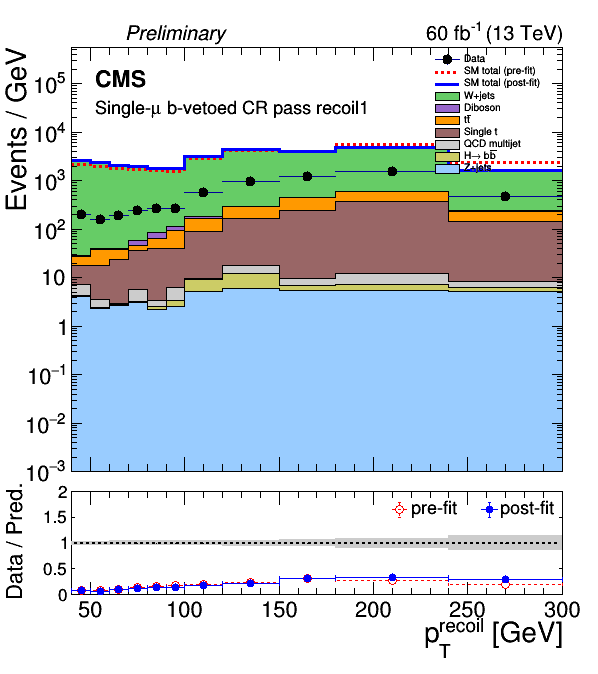 Preliminary 60 fb⁻¹ (13 TeV)
Events / GeV
CMS
Single-μ b-vetoed CR pass recoil1
Data
SM total (pre-fit)
SM total (post-fit)
W+jets
Diboson
tt̅
Single t
QCD multijet
H→ bb̅
Z+jets
10⁵
10⁴
10³
10²
10
1
10⁻¹
10⁻²
10⁻³
Data / Pred.
pre-fit post-fit
2
1.5
1
0.5
0
50 100 150 200 250 300
p_T^recoil [GeV]